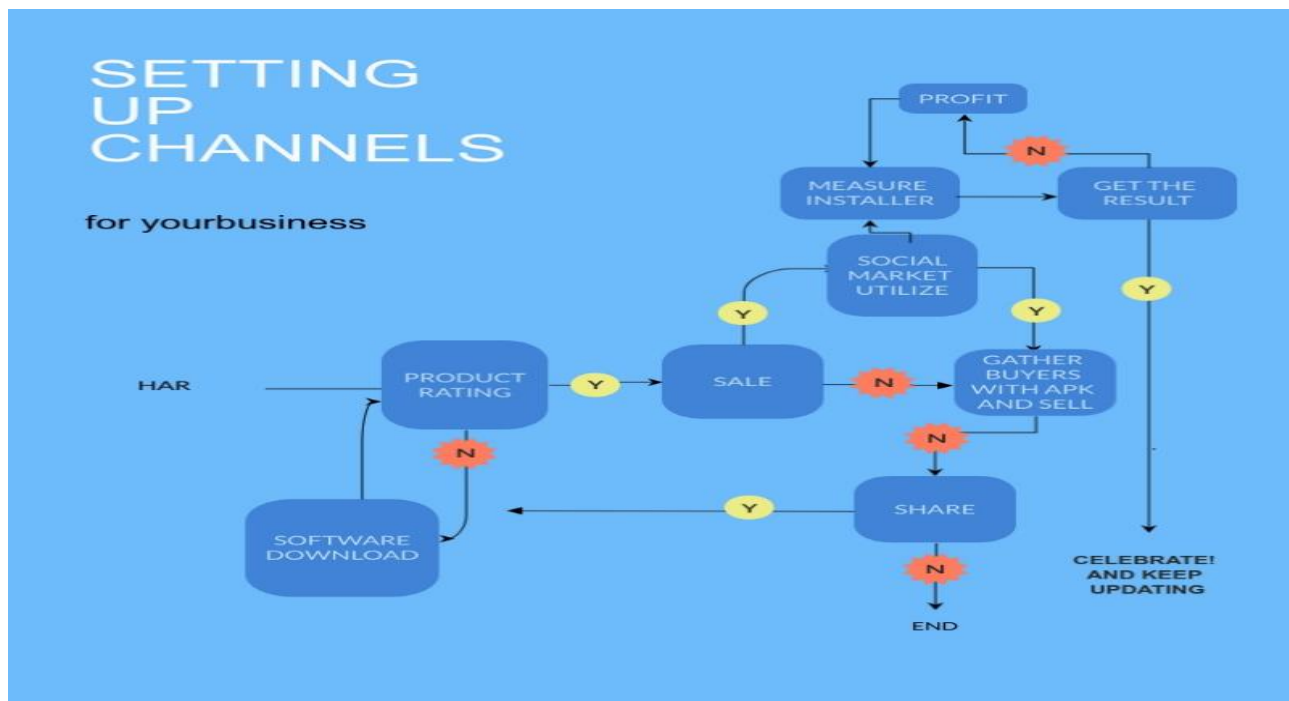 SETTING
UP
CHANNELS
for yourbusiness
PROFIT
N
MEASURE
INSTALLER
GET THE
RESULT
SOCIAL
MARKET
UTILIZE
Y
Y
Y
HAR
PRODUCT
RATING
Y
SALE
N
GATHER
BUYERS
WITH APK
AND SELL
N
N
SOFTWARE
DOWNLOAD
Y
SHARE
N
CELEBRATE!
AND KEEP
UPDATING
END